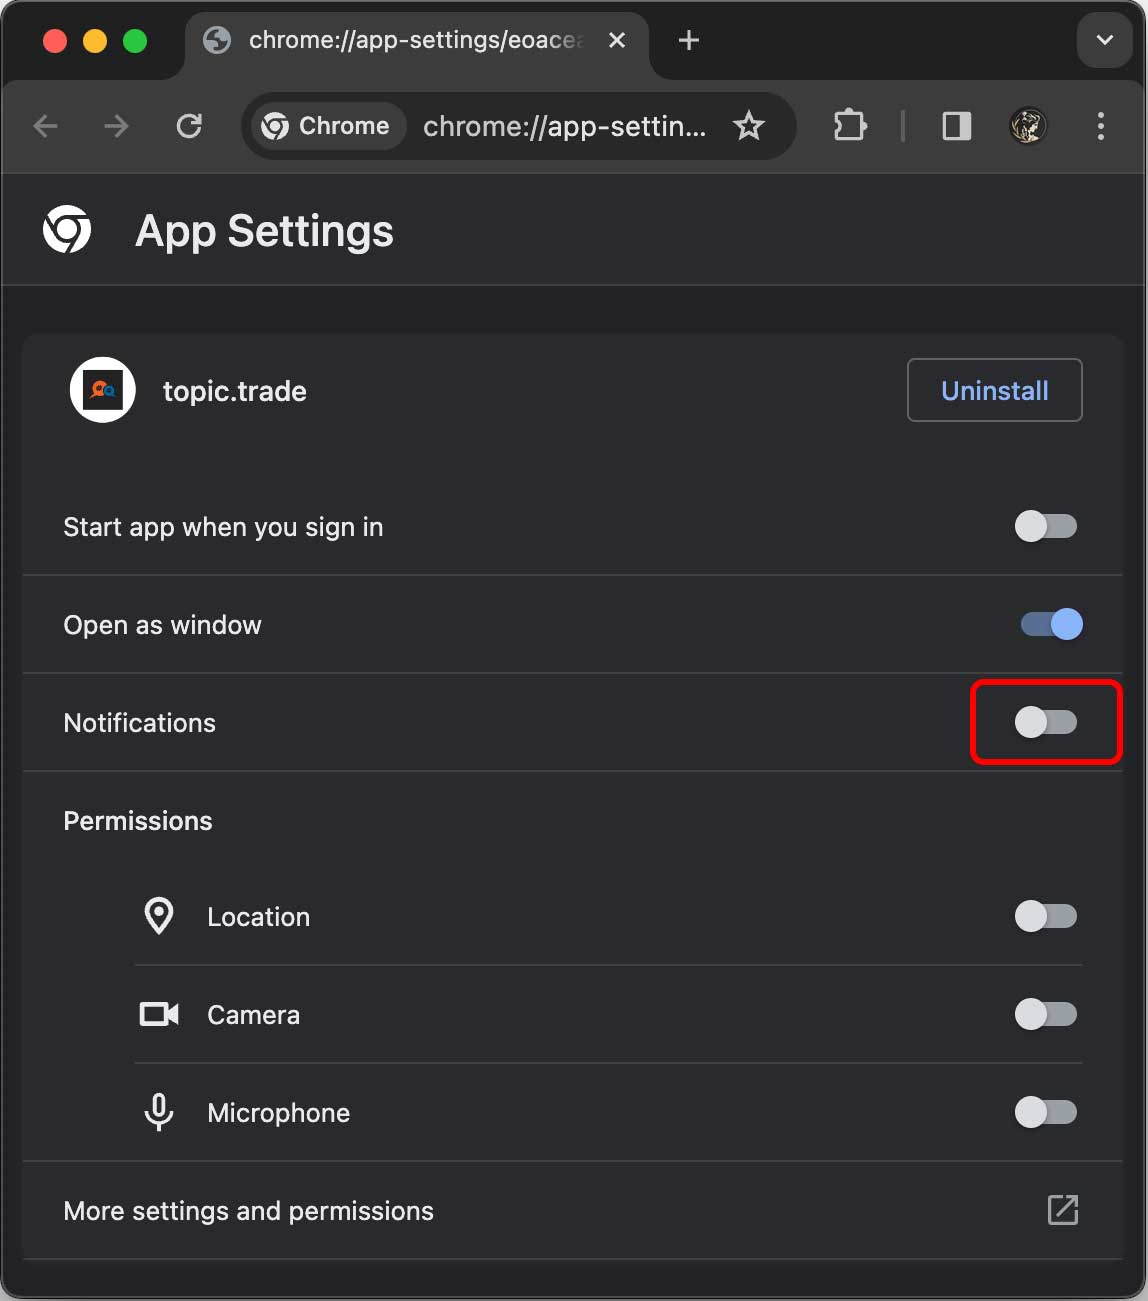 chrome://app-settings/eoacea
Chrome
chrome://app-settin...
App Settings
topic.trade
Uninstall
Start app when you sign in
Open as window
Notifications
Permissions
Location
Camera
Microphone
More settings and permissions